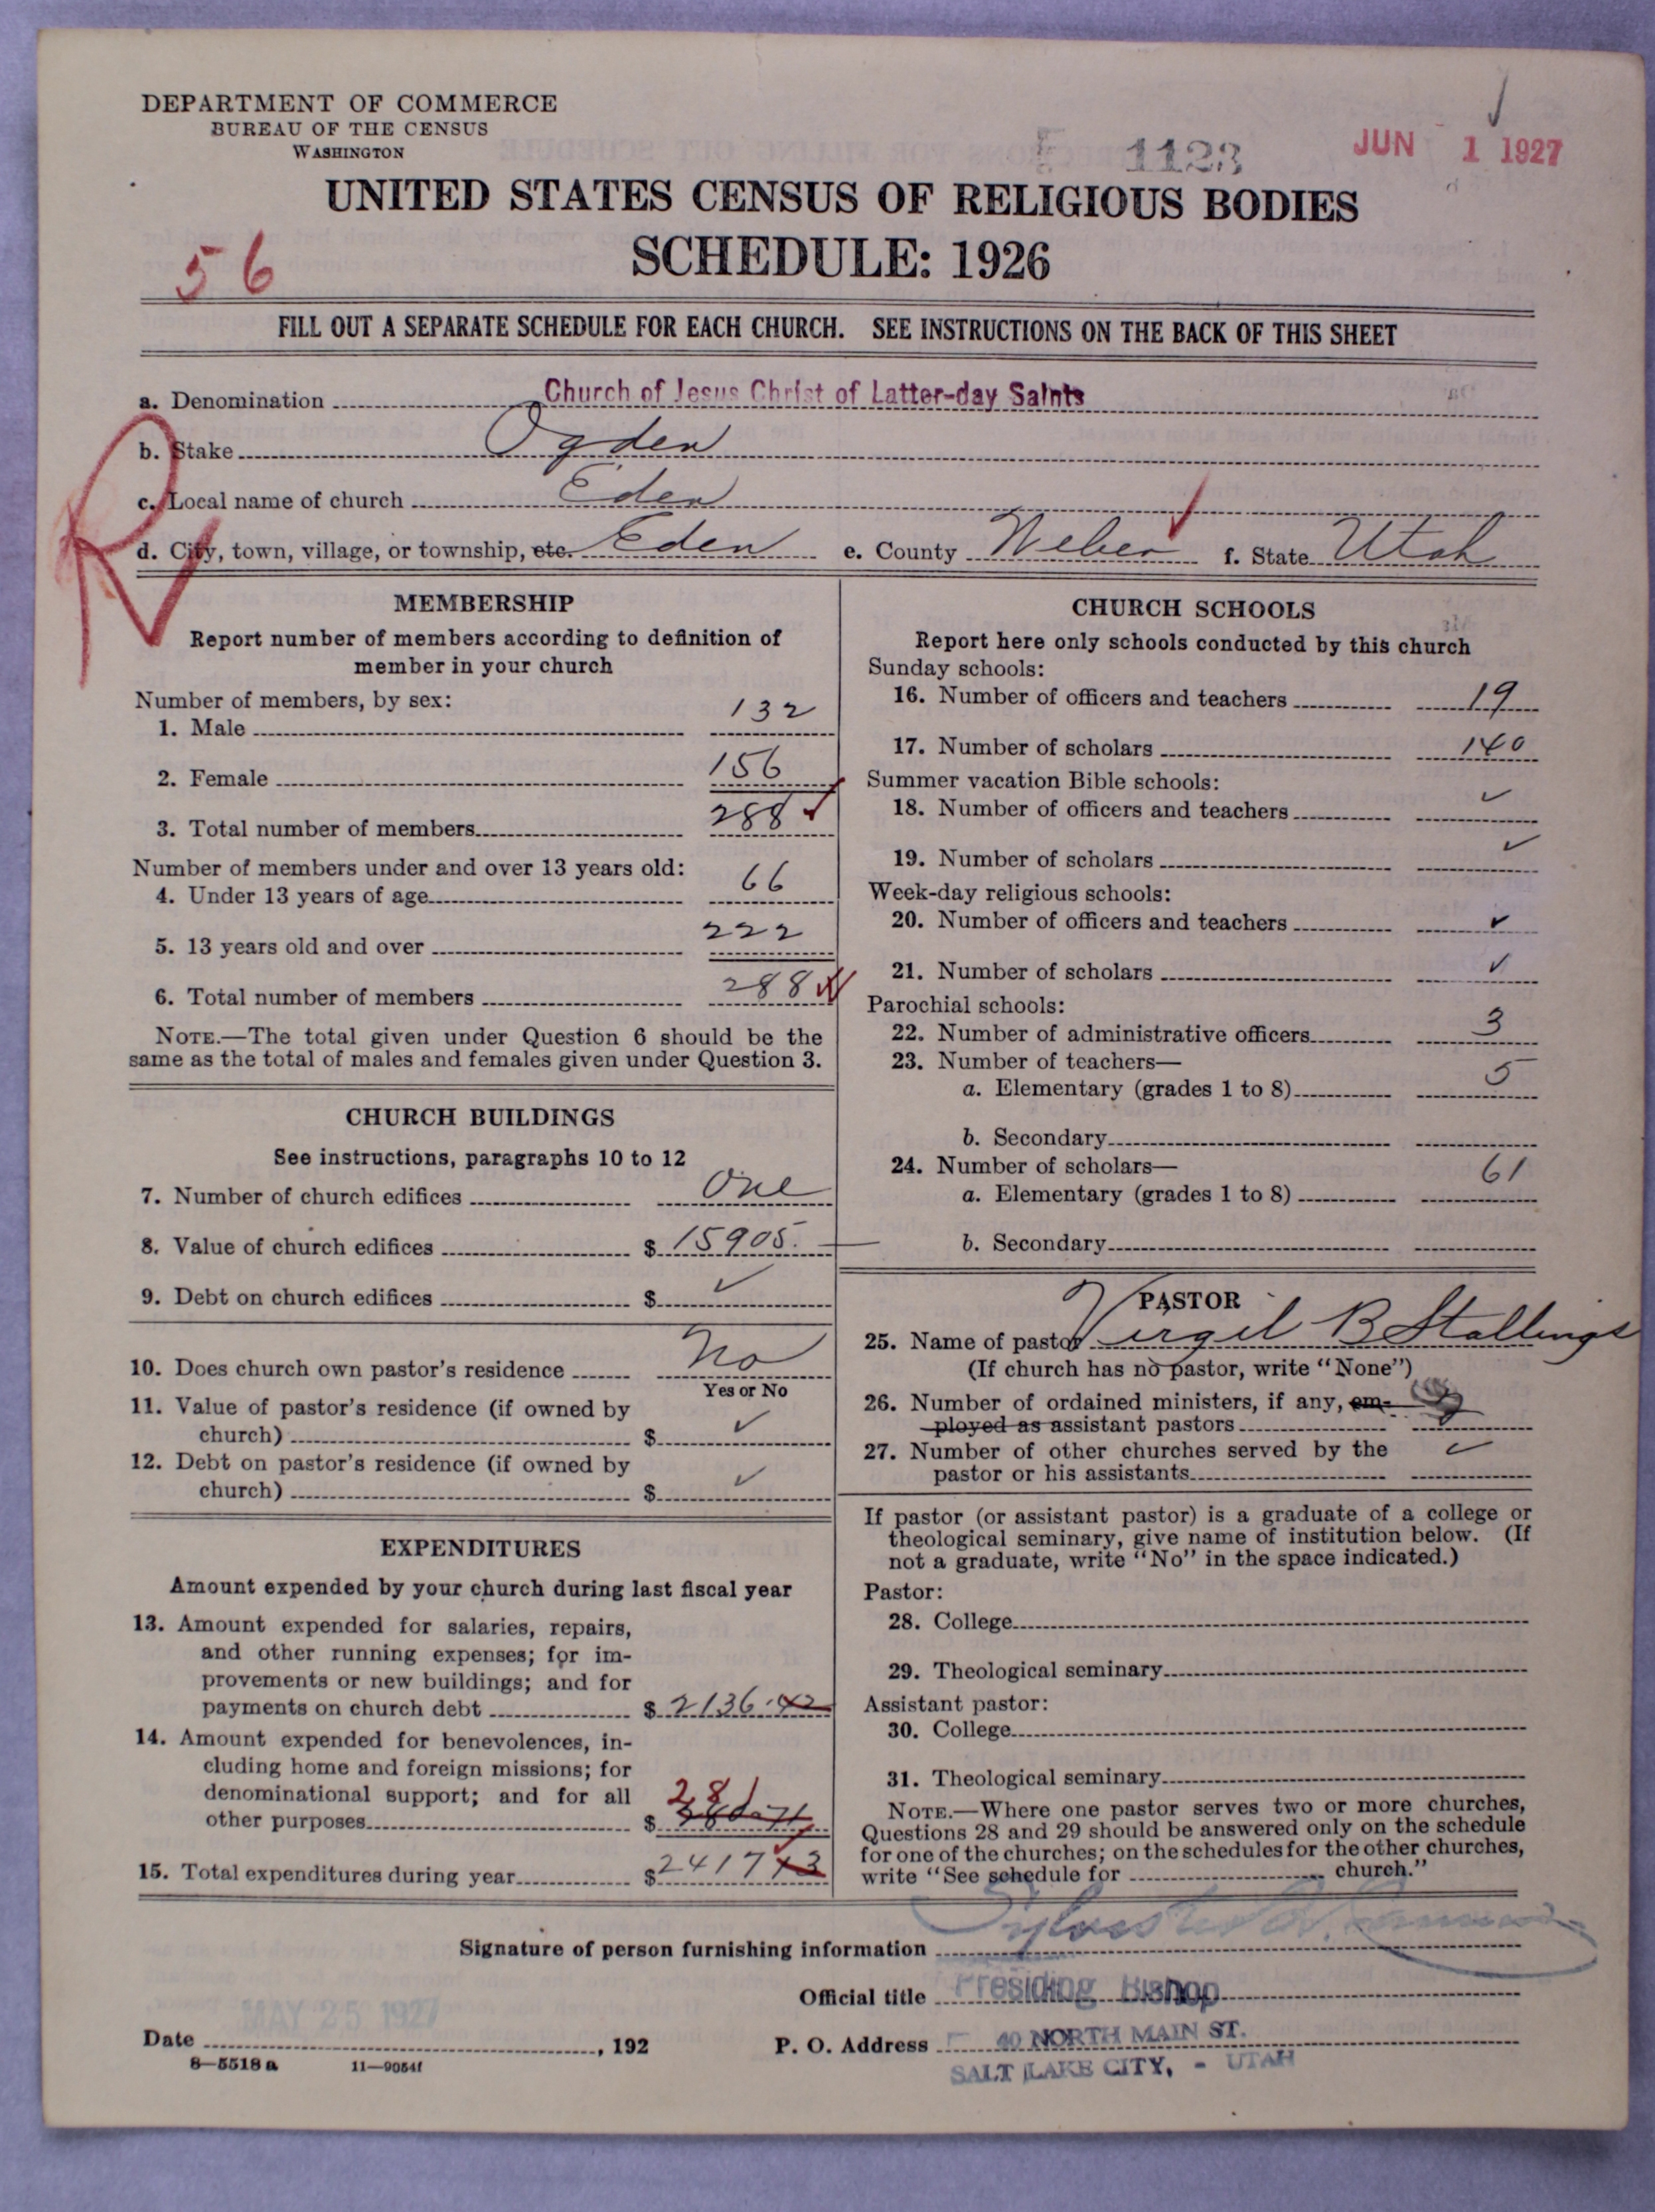 DEPARTMENT OF COMMERCE
BUREAU OF THE CENSUS
WASHINGTON
1123
JUN 1 1927
UNITED STATES CENSUS OF RELIGIOUS BODIES
SCHEDULE: 1926
56
FILL OUT A SEPARATE SCHEDULE FOR EACH CHURCH. SEE INSTRUCTIONS ON THE BACK OF THIS SHEET
a. Denomination Church of Jesus Christ of Latter-day Saints
b. Stake Ogden
c. Local name of church Eden
d. City, town, village, or township, etc. Eden e. County Weber f. State Utah
R
MEMBERSHIP
Report number of members according to definition of
member in your church
Number of members, by sex:
1. Male 132
2. Female 156
3. Total number of members 288 ✓
Number of members under and over 13 years old:
4. Under 13 years of age 66
5. 13 years old and over 222
6. Total number of members 288
NOTE.—The total given under Question 6 should be the
same as the total of males and females given under Question 3.
CHURCH BUILDINGS
See instructions, paragraphs 10 to 12
7. Number of church edifices One
8. Value of church edifices $ 15905.
9. Debt on church edifices $ ✓
10. Does church own pastor's residence No
Yes or No
11. Value of pastor's residence (if owned by
church) $ ✓
12. Debt on pastor's residence (if owned by
church) $ ✓
EXPENDITURES
Amount expended by your church during last fiscal year
13. Amount expended for salaries, repairs,
and other running expenses; for im-
provements or new buildings; and for
payments on church debt $ 2136.42
14. Amount expended for benevolences, in-
cluding home and foreign missions; for
denominational support; and for all
other purposes $ 281
15. Total expenditures during year $ 2417 13
CHURCH SCHOOLS
Report here only schools conducted by this church
Sunday schools:
16. Number of officers and teachers 19
17. Number of scholars 140
Summer vacation Bible schools:
18. Number of officers and teachers ✓
19. Number of scholars ✓
Week-day religious schools:
20. Number of officers and teachers ✓
21. Number of scholars ✓
Parochial schools:
22. Number of administrative officers 3
23. Number of teachers—
a. Elementary (grades 1 to 8) 5
b. Secondary
24. Number of scholars—
a. Elementary (grades 1 to 8) 61
b. Secondary
PASTOR
25. Name of pastor Virgil B Stallings
(If church has no pastor, write "None")
26. Number of ordained ministers, if any, em-
ployed as assistant pastors
27. Number of other churches served by the
pastor or his assistants ✓
If pastor (or assistant pastor) is a graduate of a college or
theological seminary, give name of institution below. (If
not a graduate, write "No" in the space indicated.)
Pastor:
28. College
29. Theological seminary
Assistant pastor:
30. College
31. Theological seminary
NOTE.—Where one pastor serves two or more churches,
Questions 28 and 29 should be answered only on the schedule
for one of the churches; on the schedules for the other churches,
write "See schedule for church."
Signature of person furnishing information
Official title Presiding Bishop
MAY 25 1927
Date , 192
P. O. Address 40 NORTH MAIN ST.
SALT LAKE CITY, - UTAH
8—5518 a 11—9054f